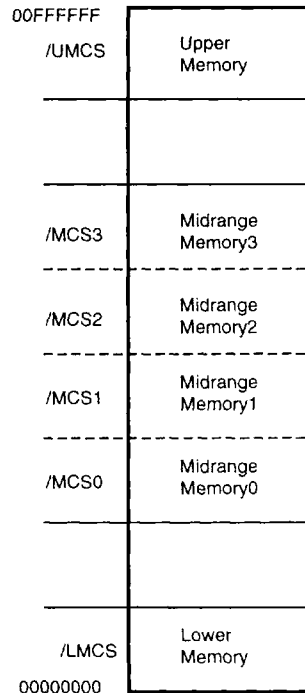 00FFFFFF
/UMCS
Upper
Memory
/MCS3
Midrange
Memory3
/MCS2
Midrange
Memory2
/MCS1
Midrange
Memory1
/MCS0
Midrange
Memory0
/LMCS
Lower
Memory
00000000